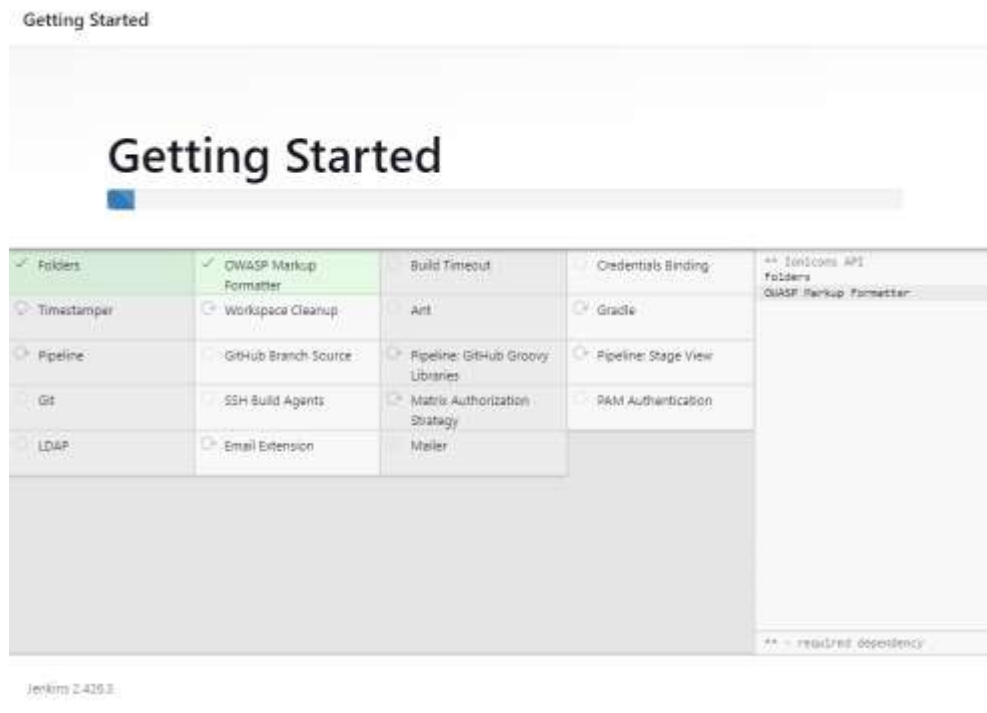 Getting Started
Getting Started
Folders
OWASP Markup
Formatter
Build Timeout
Credentials Binding
Timestamper
Workspace Cleanup
Ant
Gradle
Pipeline
GitHub Branch Source
Pipeline: GitHub Groovy
Libraries
Pipeline: Stage View
Git
SSH Build Agents
Matrix Authorization
Strategy
PAM Authentication
LDAP
Email Extension
Mailer
** Ionicons API
Folders
OWASP Markup Formatter
** - required dependency
Jenkins 2.426.3